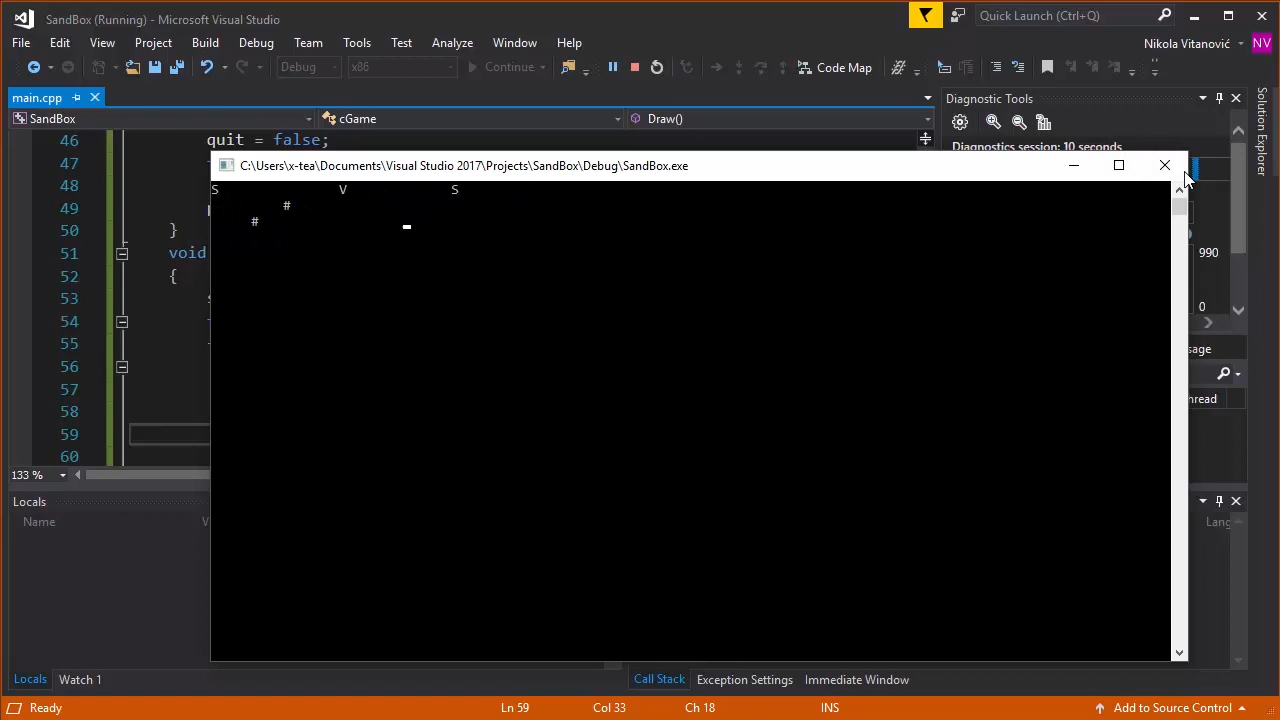 SandBox (Running) - Microsoft Visual Studio
Quick Launch (Ctrl+Q)
File Edit View Project Build Debug Team Tools Test Analyze Window Help
Nikola Vitanović NV
Debug x86 Continue Code Map
main.cpp
SandBox cGame Draw()
Diagnostic Tools
Diagnostics session: 10 seconds
Solution Explorer
46 quit = false;
47
C:\Users\x-tea\Documents\Visual Studio 2017\Projects\SandBox\Debug\SandBox.exe
S V S
48
#
49
#
50 }
51 void
990
52 {
53
0
54
55
56
57
58
59
60
133 %
Locals
Name
Locals Watch 1 Call Stack Exception Settings Immediate Window
Ready Ln 59 Col 33 Ch 18 INS Add to Source Control